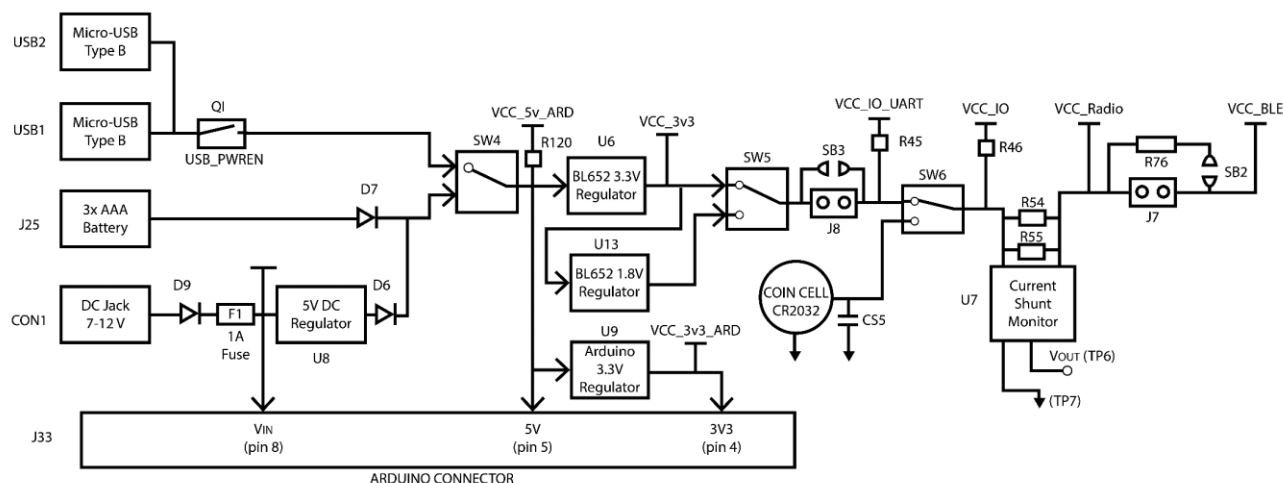 USB2
Micro-USB
Type B
USB1
Micro-USB
Type B
QI
USB_PWREN
J25
3x AAA
Battery
D7
CON1
DC Jack
7-12 V
D9
F1
1A
Fuse
5V DC
Regulator
U8
D6
SW4
VCC_5v_ARD
R120
U6
BL652 3.3V
Regulator
VCC_3v3
U13
BL652 1.8V
Regulator
U9
Arduino
3.3V
Regulator
VCC_3v3_ARD
SW5
SB3
J8
VCC_IO_UART
R45
COIN CELL
CR2032
CS5
SW6
VCC_IO
R46
R54
R55
U7
Current
Shunt
Monitor
VOUT (TP6)
(TP7)
VCC_Radio
R76
J7
SB2
VCC_BLE
J33
VIN
(pin 8)
5V
(pin 5)
3V3
(pin 4)
ARDUINO CONNECTOR